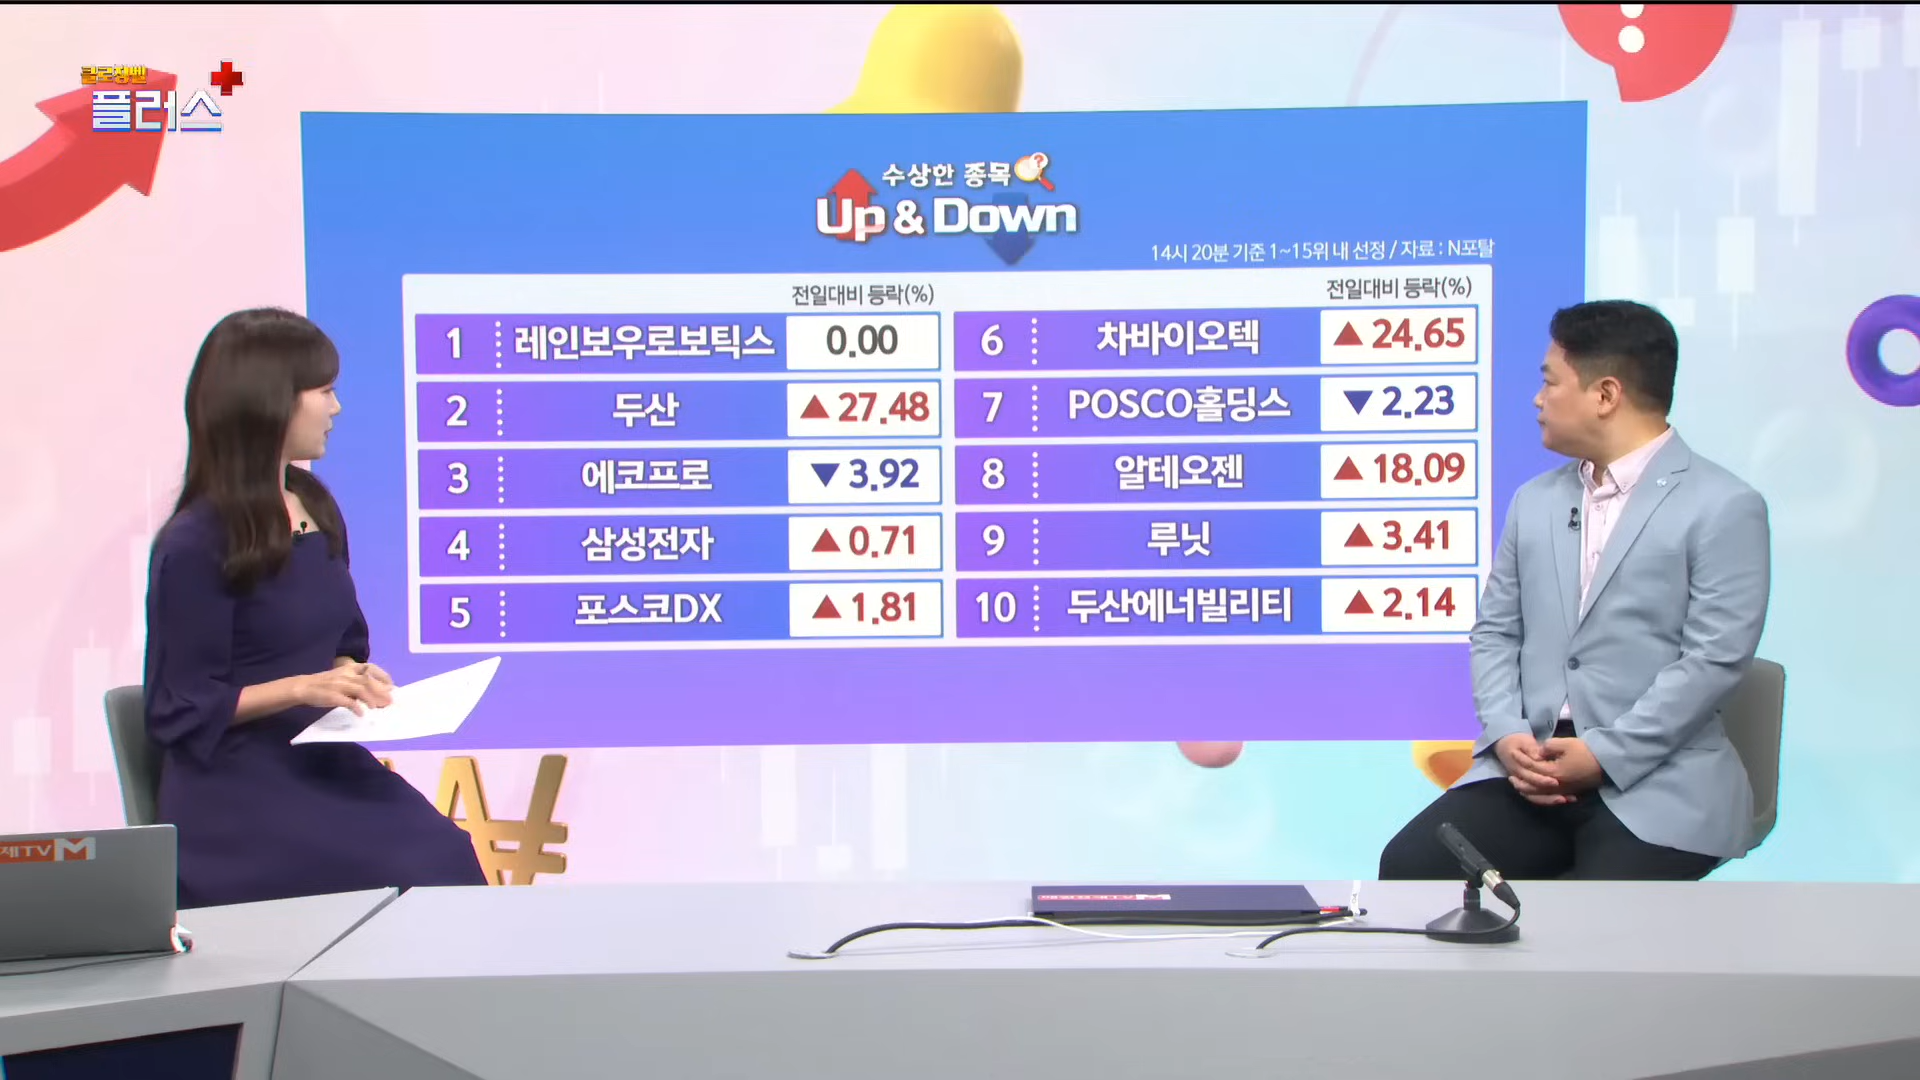 클로징벨
플러스
수상한 종목
Up & Down
14시 20분 기준 1~15위 내 선정 / 자료 : N포탈
전일대비 등락(%)
1 레인보우로보틱스 0.00
2 두산 ▲27.48
3 에코프로 ▼3.92
4 삼성전자 ▲0.71
5 포스코DX ▲1.81
전일대비 등락(%)
6 차바이오텍 ▲24.65
7 POSCO홀딩스 ▼2.23
8 알테오젠 ▲18.09
9 루닛 ▲3.41
10 두산에너빌리티 ▲2.14
제TV M